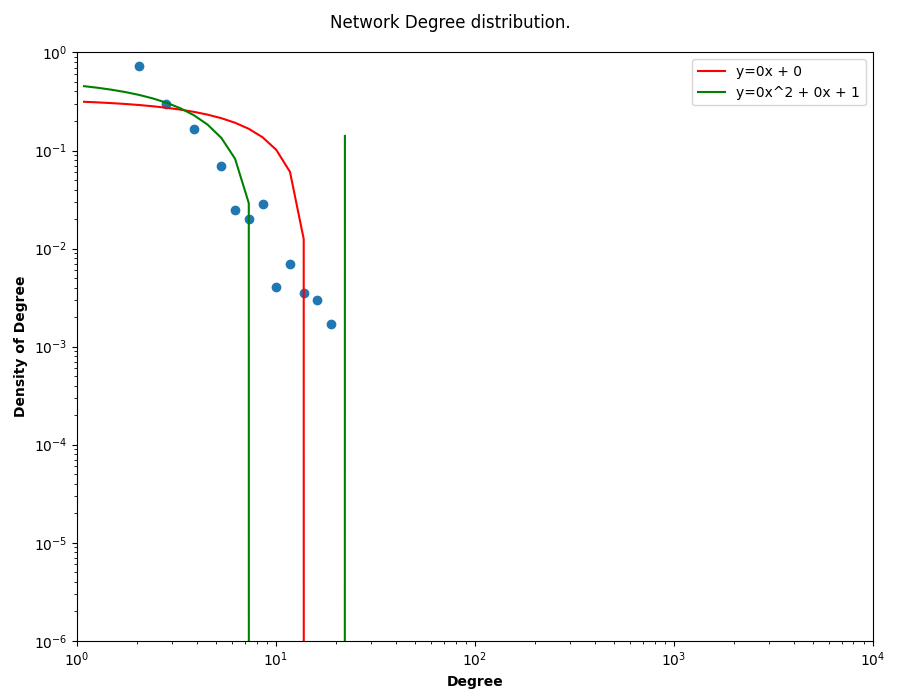 Network Degree distribution.
y=0x + 0
y=0x^2 + 0x + 1
Density of Degree
10^0
10^-1
10^-2
10^-3
10^-4
10^-5
10^-6
10^0 10^1 10^2 10^3 10^4
Degree